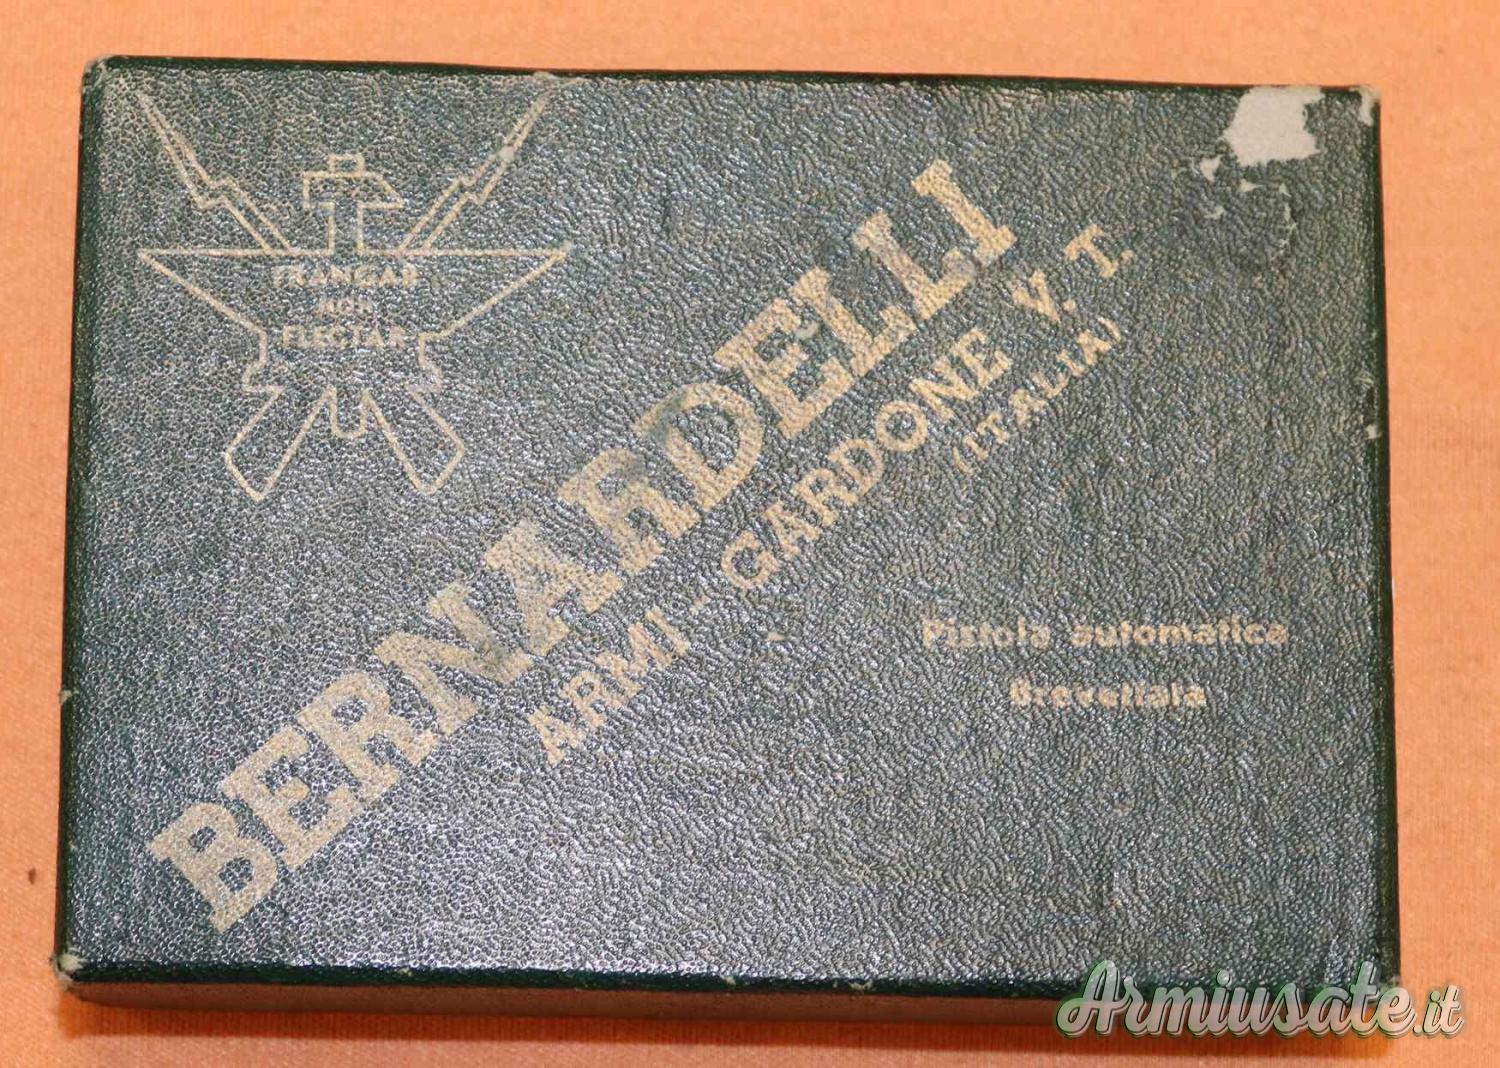 FRANGAR
non
FLECTAR
BERNARDELLI
ARMI - GARDONE V. T.
(ITALIA)
Pistola automatica
Brevettata
Armiusate.it